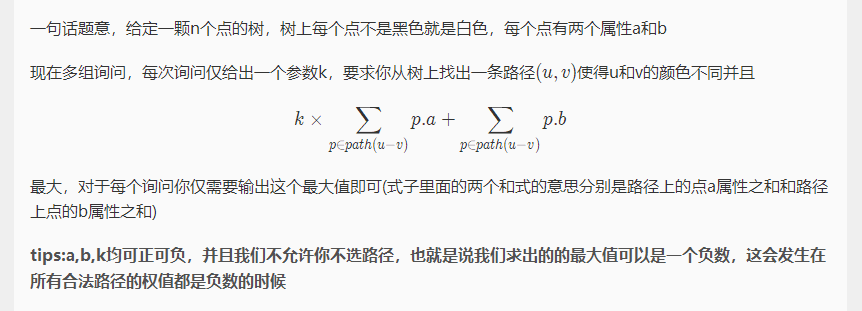 一句话题意，给定一颗n个点的树，树上每个点不是黑色就是白色，每个点有两个属性a和b
现在多组询问，每次询问仅给出一个参数k，要求你从树上找出一条路径(u, v)使得u和v的颜色不同并且
k × ∑_{p∈path(u−v)} p.a + ∑_{p∈path(u−v)} p.b
最大，对于每个询问你仅需要输出这个最大值即可(式子里面的两个和式的意思分别是路径上的点a属性之和和路径
上点的b属性之和)
tips:a,b,k均可正可负，并且我们不允许你不选路径，也就是说我们求出的的最大值可以是一个负数，这会发生在
所有合法路径的权值都是负数的时候